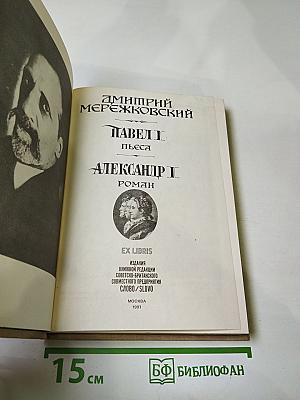 ДМИТРИЙ
МЕРЕЖКОВСКИЙ
ПАВЕЛ I
ПЬЕСА
АЛЕКСАНДР I
РОМАН
EX LIBRIS
ИЗДАНИЯ
КНИЖНОЙ РЕДАКЦИИ
СОВЕТСКО-БРИТАНСКОГО
СОВМЕСТНОГО ПРЕДПРИЯТИЯ
СЛОВО/SLOVO
МОСКВА
1991
15 см
БФ БИБЛИОФАН